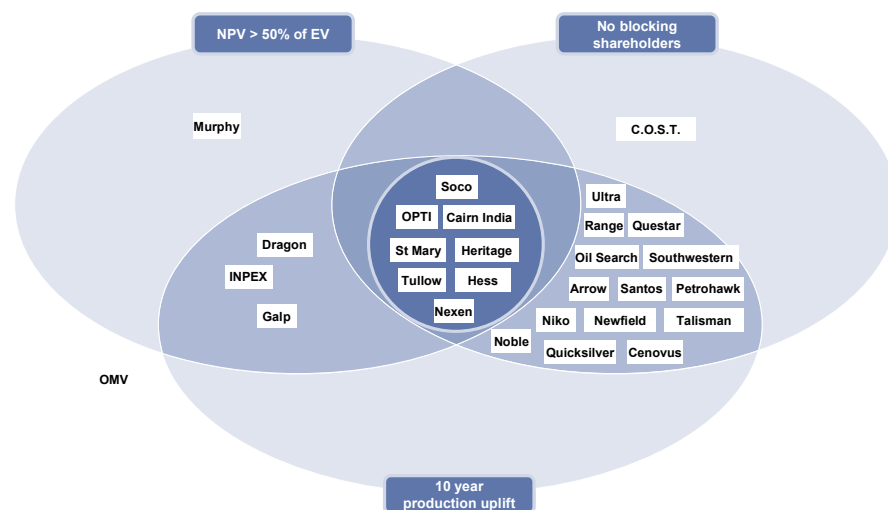 NPV > 50% of EV
No blocking
shareholders
Murphy
C.O.S.T.
Soco
Ultra
OPTI
Cairn India
Range
Questar
Dragon
St Mary
Heritage
Oil Search
Southwestern
INPEX
Tullow
Hess
Arrow
Santos
Petrohawk
Galp
Nexen
Niko
Newfield
Talisman
Noble
Quicksilver
Cenovus
OMV
10 year
production uplift